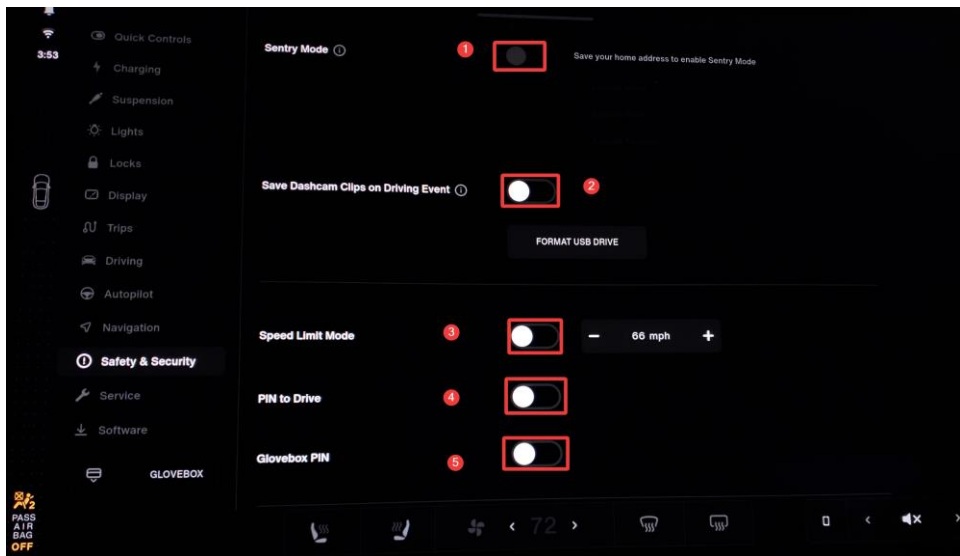 3:53
Quick Controls
Charging
Suspension
Lights
Locks
Display
Trips
Driving
Autopilot
Navigation
Safety & Security
Service
Software
GLOVEBOX
Sentry Mode
1
Save your home address to enable Sentry Mode
Save Dashcam Clips on Driving Event
2
FORMAT USB DRIVE
Speed Limit Mode
3
− 66 mph +
PIN to Drive
4
Glovebox PIN
5
2
PASS
AIR
BAG
OFF
< 72 >